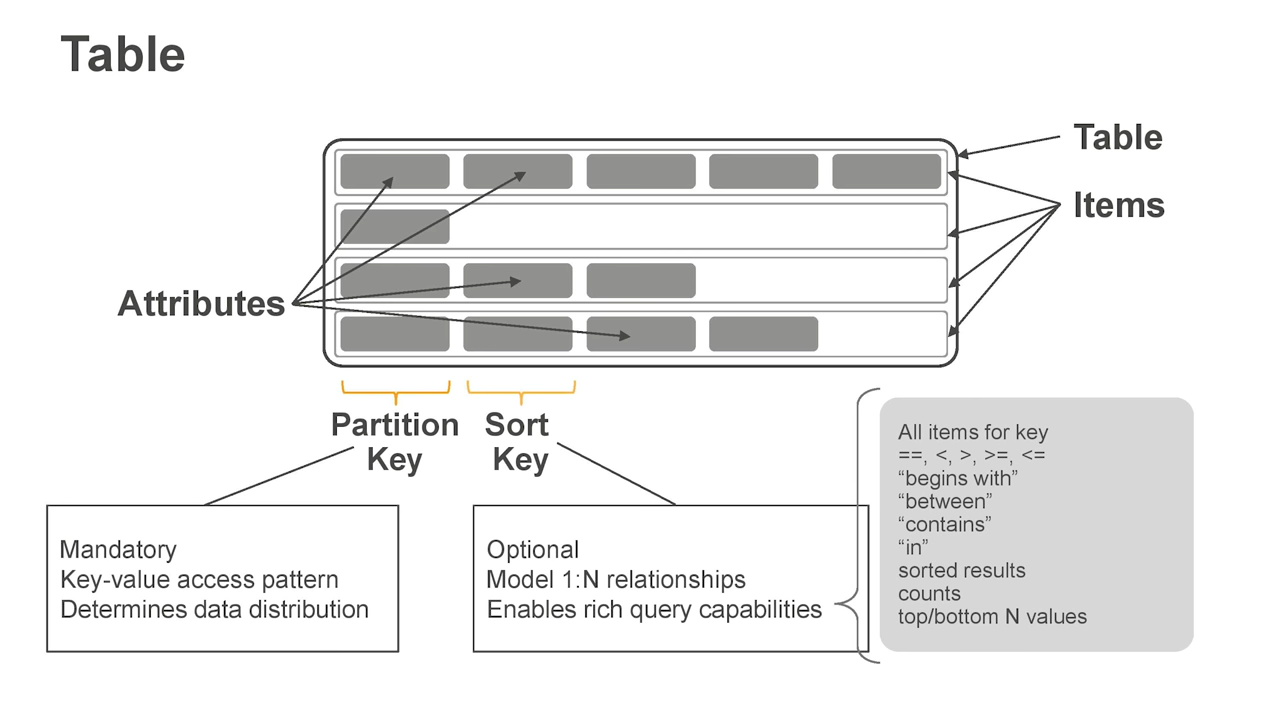 Table
Table
Items
Attributes
Partition
Key
Sort
Key
Mandatory
Key-value access pattern
Determines data distribution
Optional
Model 1:N relationships
Enables rich query capabilities
All items for key
==, <, >, >=, <=
“begins with”
“between”
“contains”
“in”
sorted results
counts
top/bottom N values